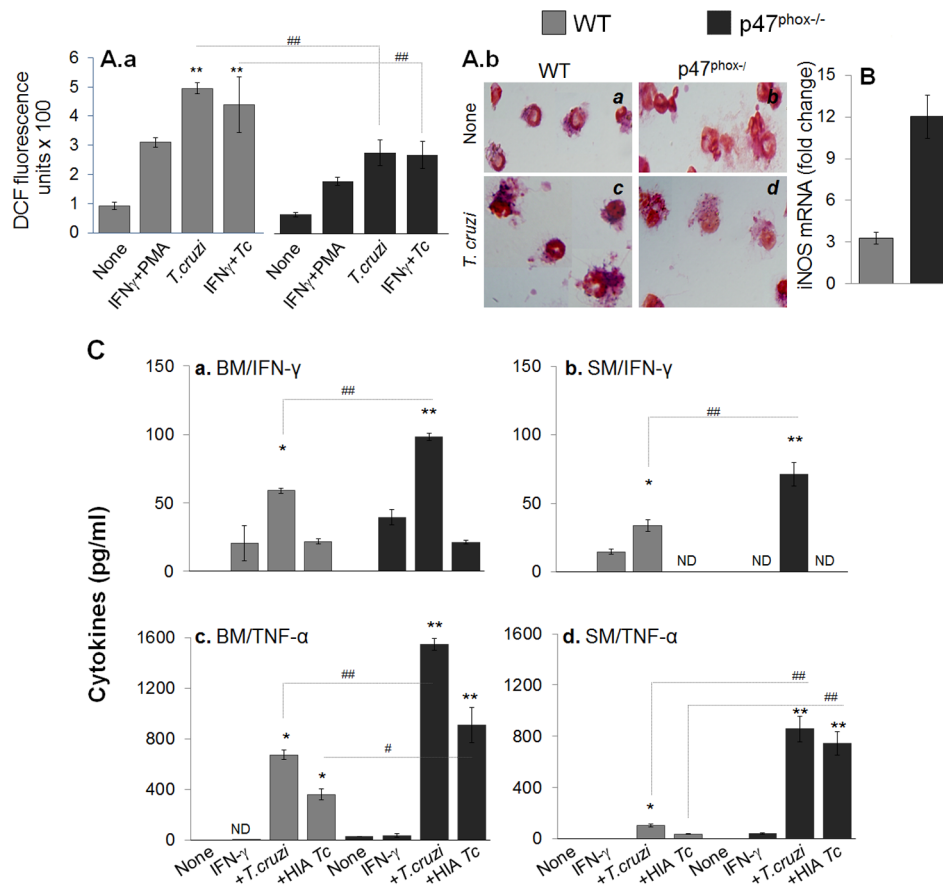 WT
p47phox-/-
A.a
##
##
DCF fluorescence
units x 100
6
5
4
3
2
1
0
**
**
None
IFNγ+PMA
T.cruzi
IFNγ+Tc
None
IFNγ+PMA
T.cruzi
IFNγ+Tc
A.b
WT
p47phox-/
None
T. cruzi
a
b
c
d
B
iNOS mRNA (fold change)
15
12
9
6
3
0
C
Cytokines (pg/ml)
a. BM/IFN-γ
150
100
50
0
*
##
**
b. SM/IFN-γ
150
100
50
0
*
ND
##
ND
**
ND
c. BM/TNF-α
1600
1200
800
400
0
ND
*
*
##
#
**
**
None
IFN-γ
+T.cruzi
+HIA Tc
None
IFN-γ
+T.cruzi
+HIA Tc
d. SM/TNF-α
1600
1200
800
400
0
*
##
##
**
**
None
IFN-γ
+T.cruzi
+HIA Tc
None
IFN-γ
+T.cruzi
+HIA Tc